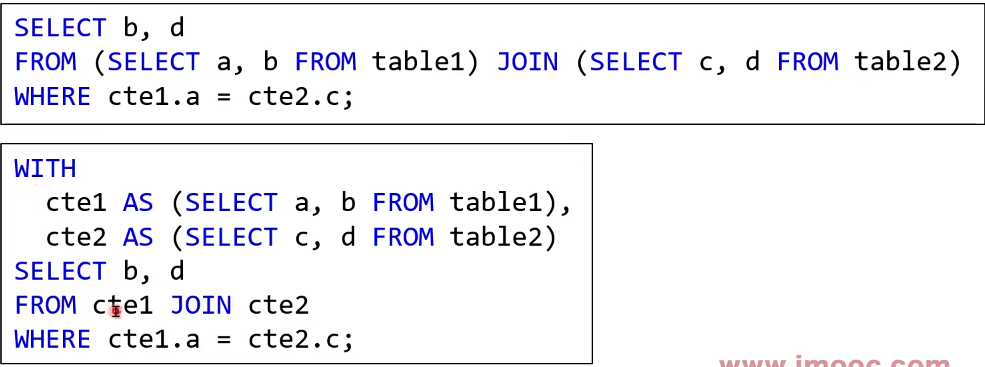 SELECT b, d
FROM (SELECT a, b FROM table1) JOIN (SELECT c, d FROM table2)
WHERE cte1.a = cte2.c;
WITH
cte1 AS (SELECT a, b FROM table1),
cte2 AS (SELECT c, d FROM table2)
SELECT b, d
FROM cte1 JOIN cte2
WHERE cte1.a = cte2.c;
www.imooc.com